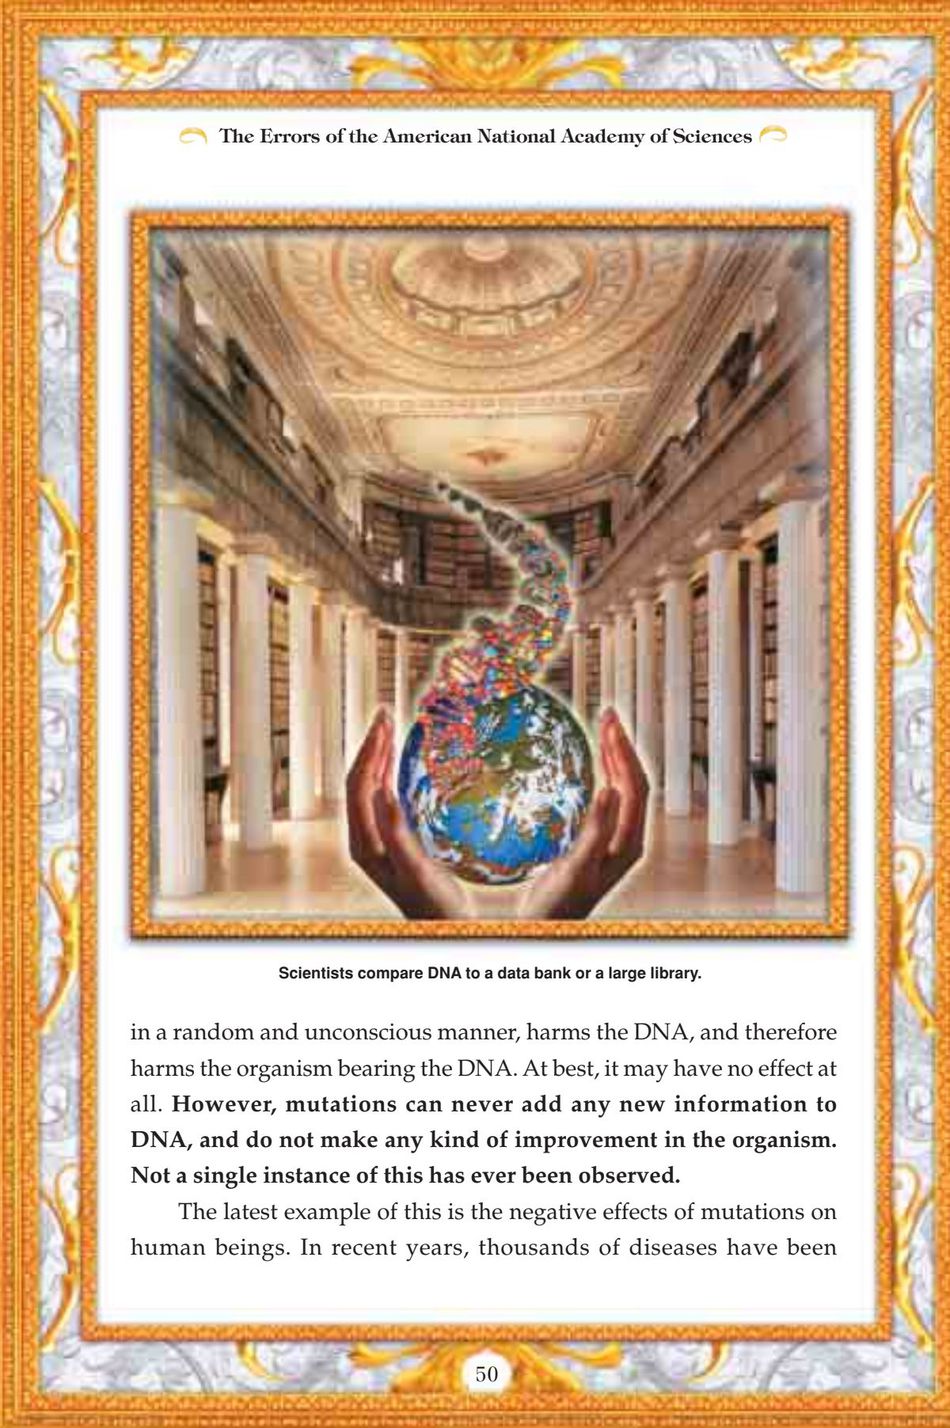 The Errors of the American National Academy of Sciences
Scientists compare DNA to a data bank or a large library.
in a random and unconscious manner, harms the DNA, and therefore
harms the organism bearing the DNA. At best, it may have no effect at
all. However, mutations can never add any new information to
DNA, and do not make any kind of improvement in the organism.
Not a single instance of this has ever been observed.
The latest example of this is the negative effects of mutations on
human beings. In recent years, thousands of diseases have been
50